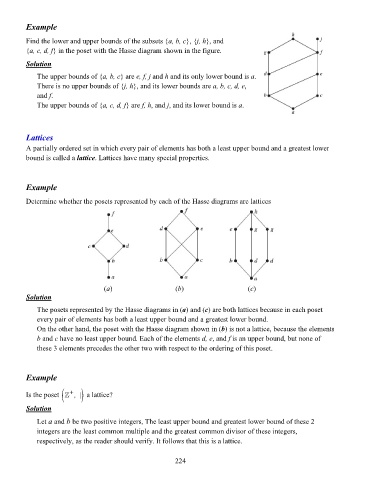 Example
Find the lower and upper bounds of the subsets {a, b, c}, {j, h}, and
{a, c, d, f} in the poset with the Hasse diagram shown in the figure.
Solution
The upper bounds of {a, b, c} are e, f, j and h and its only lower bound is a.
There is no upper bounds of {j, h}, and its lower bounds are a, b, c, d, e,
and f.
The upper bounds of {a, c, d, f} are f, h, and j, and its lower bound is a.
h
j
g
f
d
e
b
c
a
Lattices
A partially ordered set in which every pair of elements has both a least upper bound and a greatest lower
bound is called a lattice. Lattices have many special properties.
Example
Determine whether the posets represented by each of the Hasse diagrams are lattices
f
e
c
d
b
a
(a)
f
d
e
b
c
a
(b)
h
e
g
g
b
d
d
a
(c)
Solution
The posets represented by the Hasse diagrams in (a) and (c) are both lattices because in each poset
every pair of elements has both a least upper bound and a greatest lower bound.
On the other hand, the poset with the Hasse diagram shown in (b) is not a lattice, because the elements
b and c have no least upper bound. Each of the elements d, e, and f is an upper bound, but none of
these 3 elements precedes the other two with respect to the ordering of this poset.
Example
Is the poset (ℤ⁺, |) a lattice?
Solution
Let a and b be two positive integers, The least upper bound and greatest lower bound of these 2
integers are the least common multiple and the greatest common divisor of these integers,
respectively, as the reader should verify. It follows that this is a lattice.
224